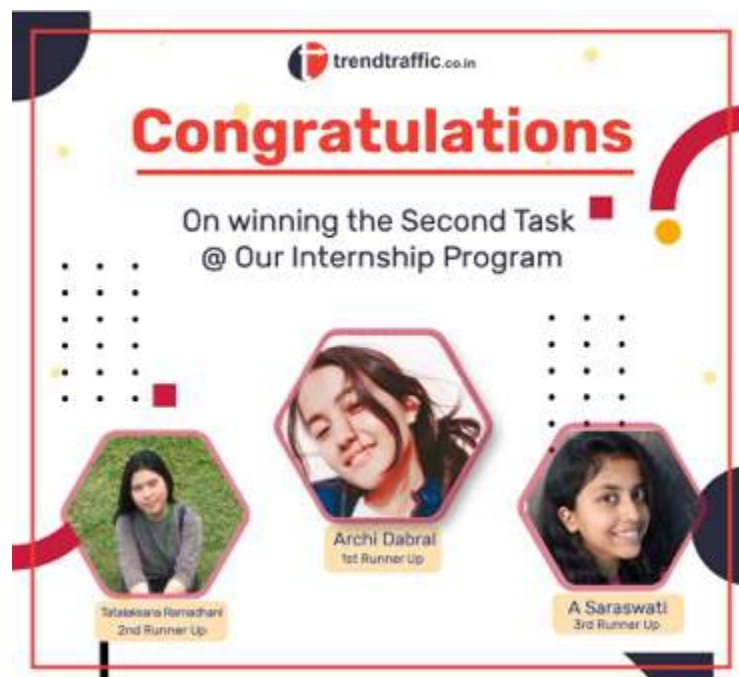 trendtraffic.co.in
Congratulations
On winning the Second Task
@ Our Internship Program
Archi Dabral
1st Runner Up
Tatalaksana Ramadhani
2nd Runner Up
A Saraswati
3rd Runner Up